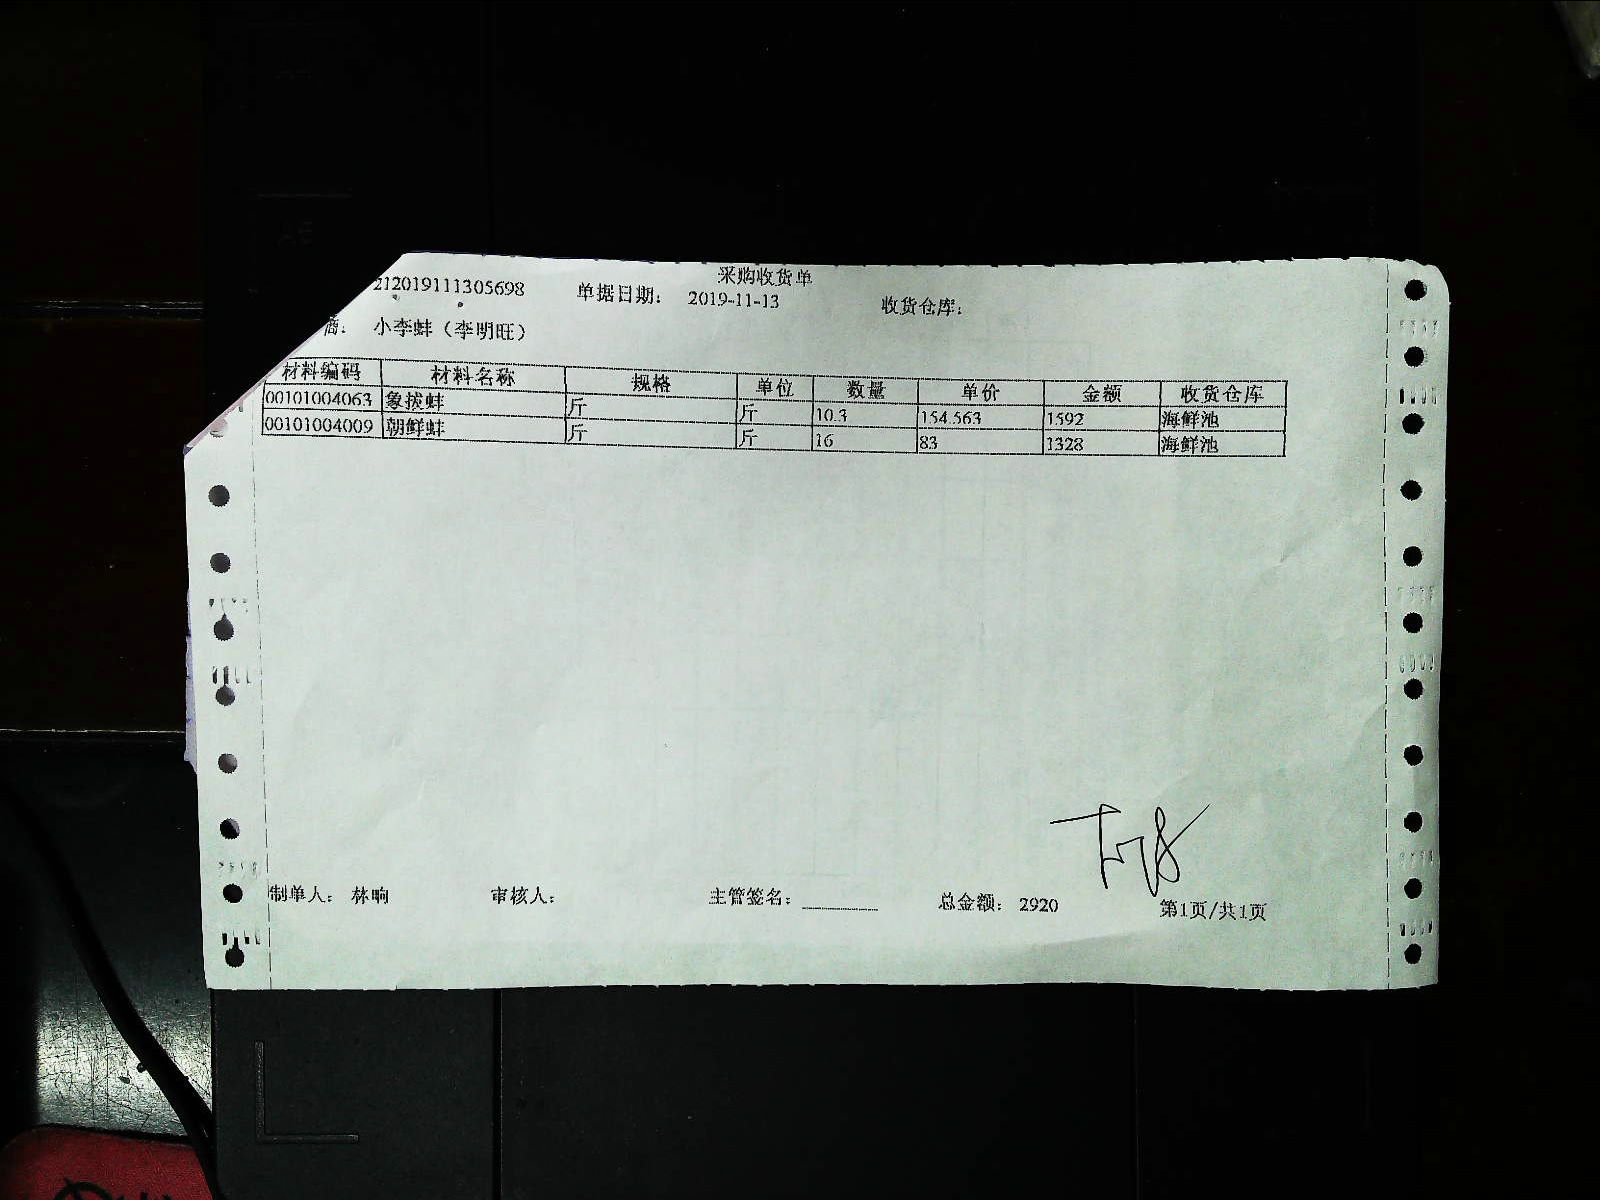 采购收货单
212019111305698 单据日期： 2019-11-13 收货仓库：
商： 小李蚌（李明旺）
材料编码 材料名称 规格 单位 数量 单价 金额 收货仓库
00101004063 象拔蚌 斤 斤 10.3 154.563 1592 海鲜池
00101004009 朝鲜蚌 斤 斤 16 83 1328 海鲜池
制单人： 林晌 审核人： 主管签名： 总金额： 2920 第1页/共1页